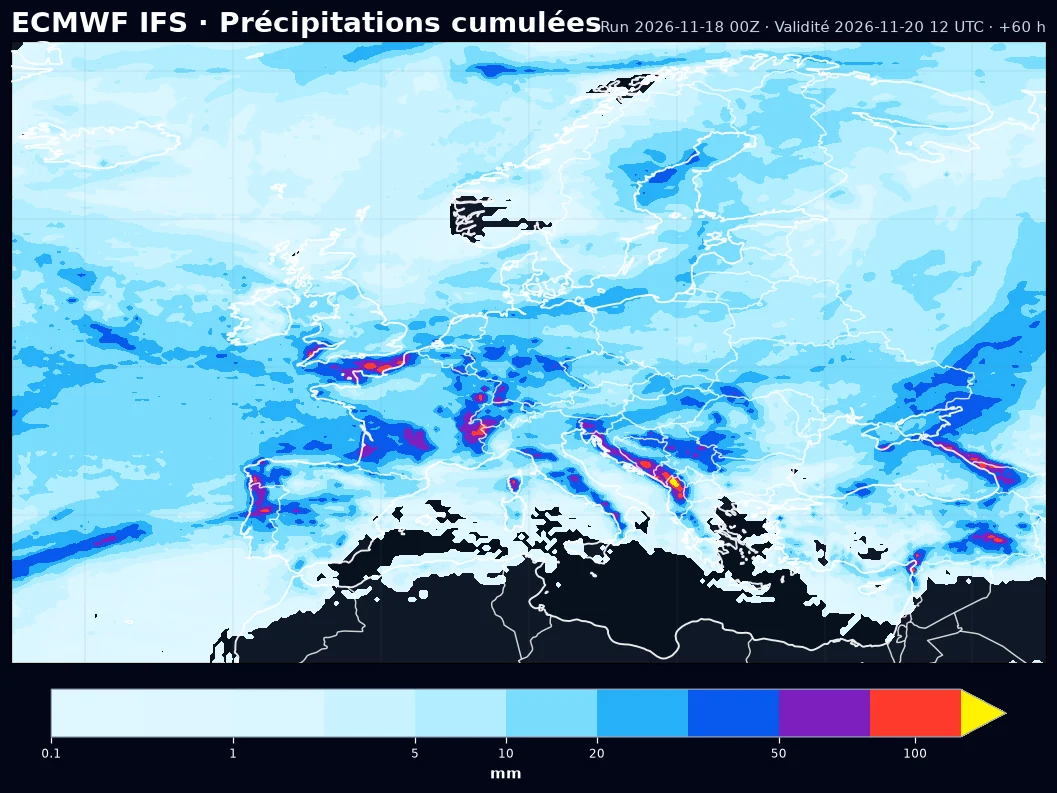 ECMWF IFS · Précipitations cumulées Run 2026-11-18 00Z · Validité 2026-11-20 12 UTC · +60 h
0.1 1 5 10 20 50 100
mm